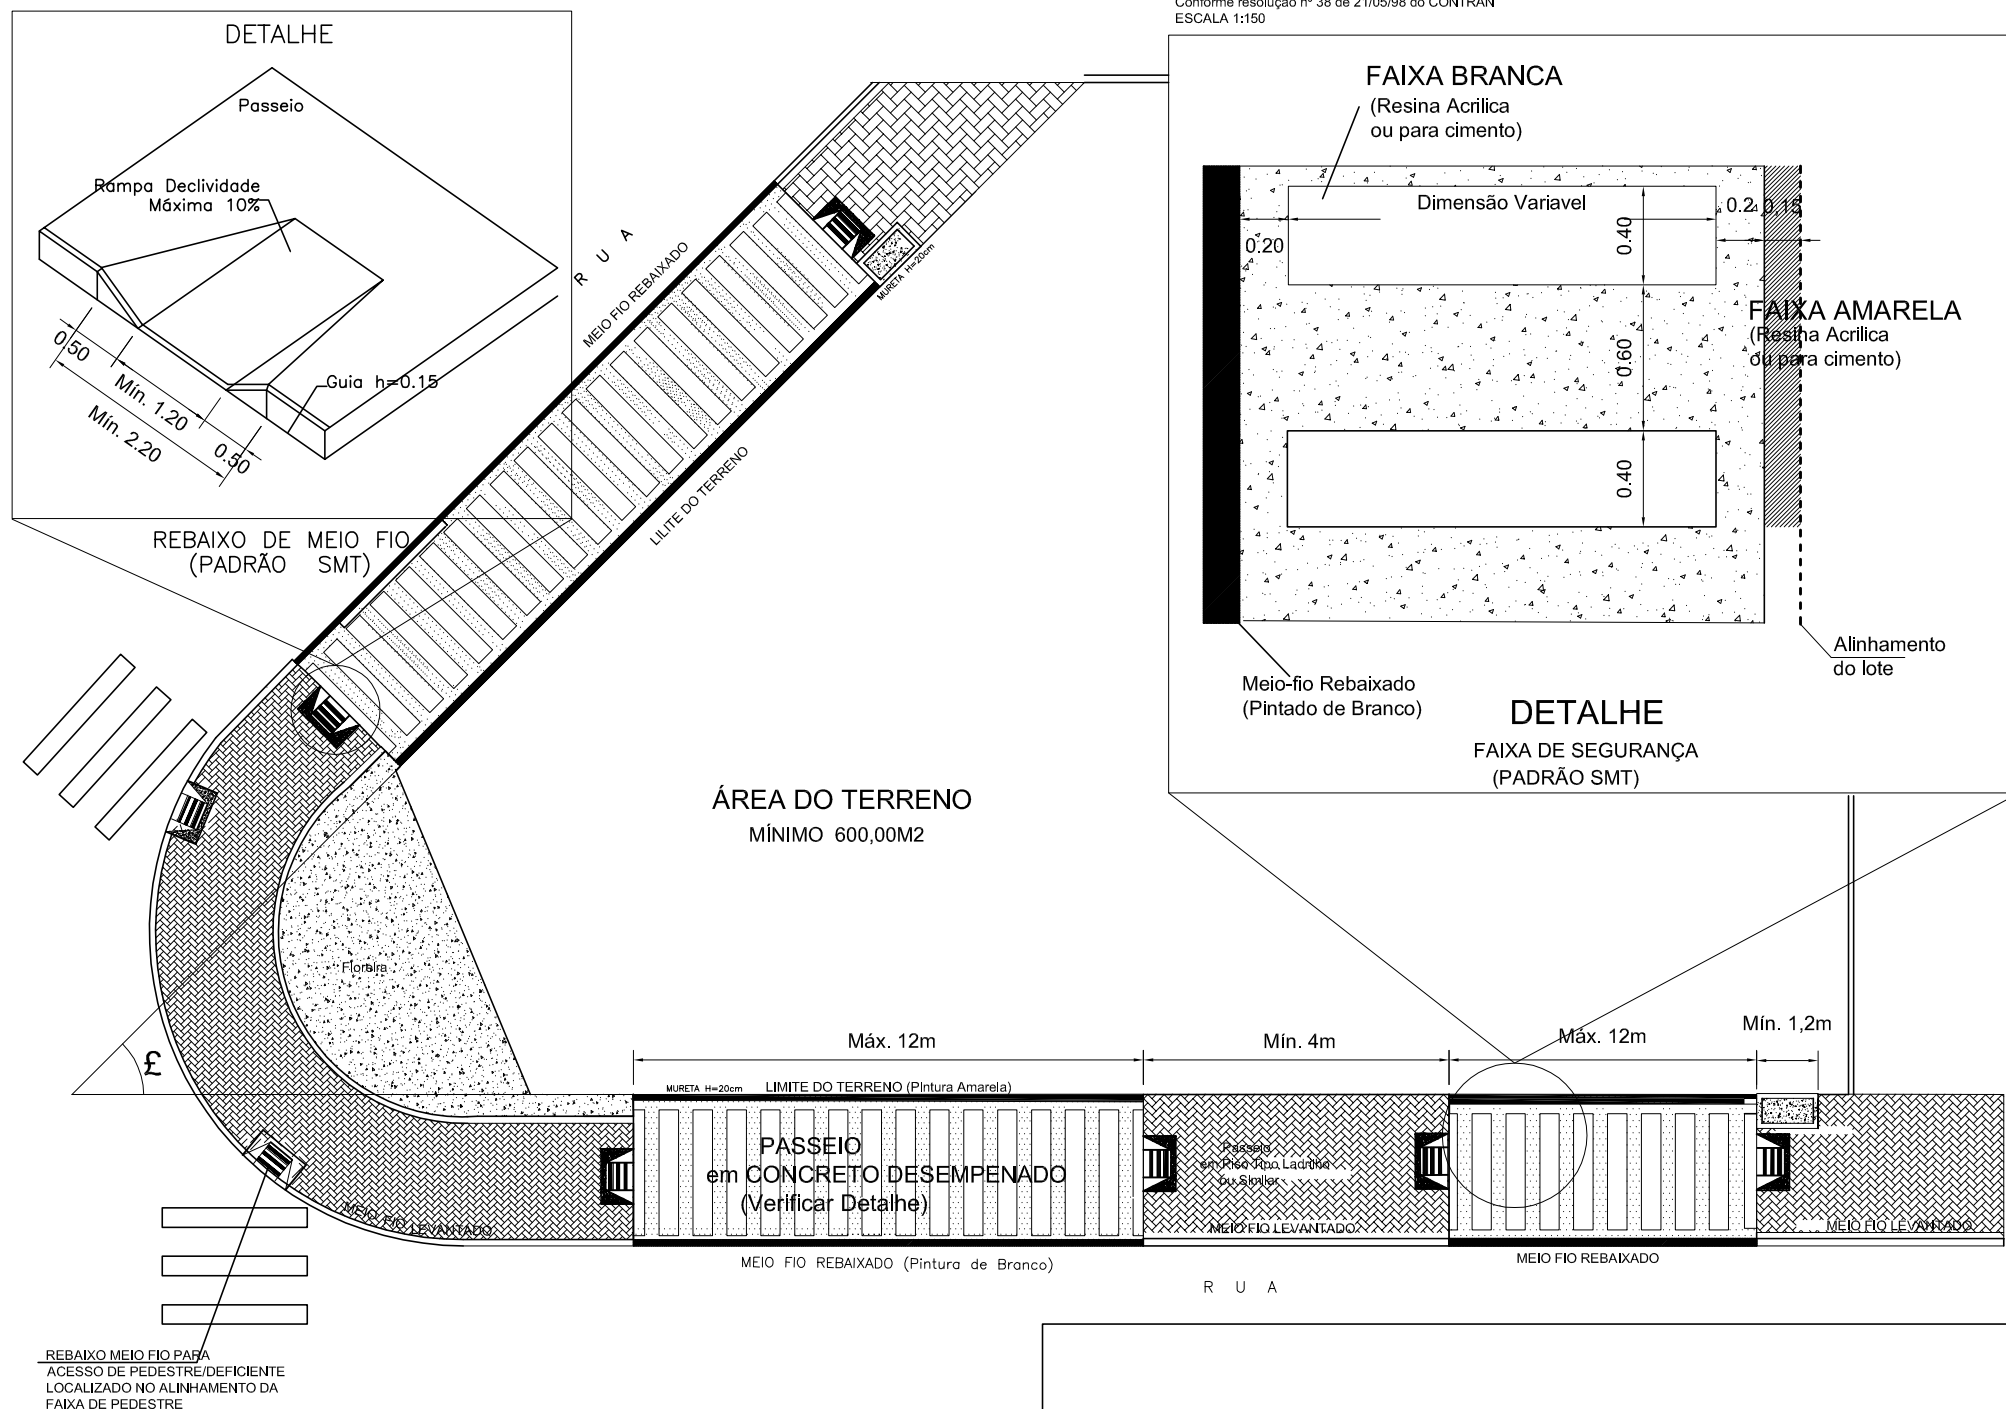 Conforme resolução nº 38 de 21/05/98 do CONTRAN
ESCALA 1:150
DETALHE
Passeio
Rampa Declividade
Máxima 10%
0.50
Mín. 1.20
Mín. 2.20
0.50
Guia h=0.15
REBAIXO DE MEIO FIO
(PADRÃO SMT)
R U A
MEIO FIO REBAIXADO
MURETA H=20cm
LILITE DO TERRENO
FAIXA BRANCA
(Resina Acrilica
ou para cimento)
Dimensão Variavel
0.20
0.40
0.2
0,15
0.60
0.40
FAIXA AMARELA
(Resina Acrilica
ou para cimento)
Alinhamento
do lote
Meio-fio Rebaixado
(Pintado de Branco)
DETALHE
FAIXA DE SEGURANÇA
(PADRÃO SMT)
ÁREA DO TERRENO
MÍNIMO 600,00M2
Floreira
£
Máx. 12m
Mín. 4m
Máx. 12m
Mín. 1,2m
MURETA H=20cm
LIMITE DO TERRENO (Pintura Amarela)
PASSEIO
em CONCRETO DESEMPENADO
(Verificar Detalhe)
Passeio
em Piso Tipo Ladrilho
ou Similar
MEIO FIO LEVANTADO
MEIO FIO LEVANTADO
MEIO FIO LEVANTADO
MEIO FIO REBAIXADO (Pintura de Branco)
MEIO FIO REBAIXADO
R U A
REBAIXO MEIO FIO PARA
ACESSO DE PEDESTRE/DEFICIENTE
LOCALIZADO NO ALINHAMENTO DA
FAIXA DE PEDESTRE